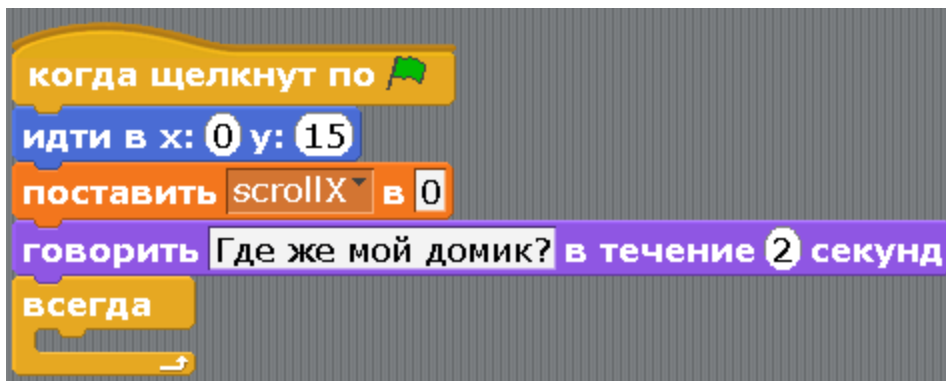 когда щелкнут по
идти в x: 0 y: 15
поставить scrollX в 0
говорить Где же мой домик? в течение 2 секунд
всегда